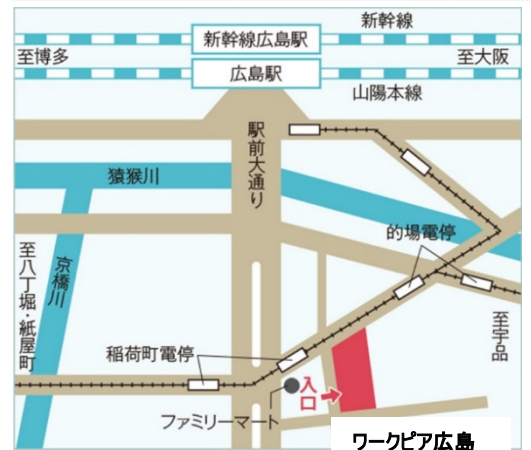 新幹線
新幹線広島駅
至博多
至大阪
広島駅
山陽本線
駅前大通り
猿猴川
京橋川
至八丁堀・紙屋町
的場電停
至宇品
稲荷町電停
入口
ファミリーマート
ワークピア広島